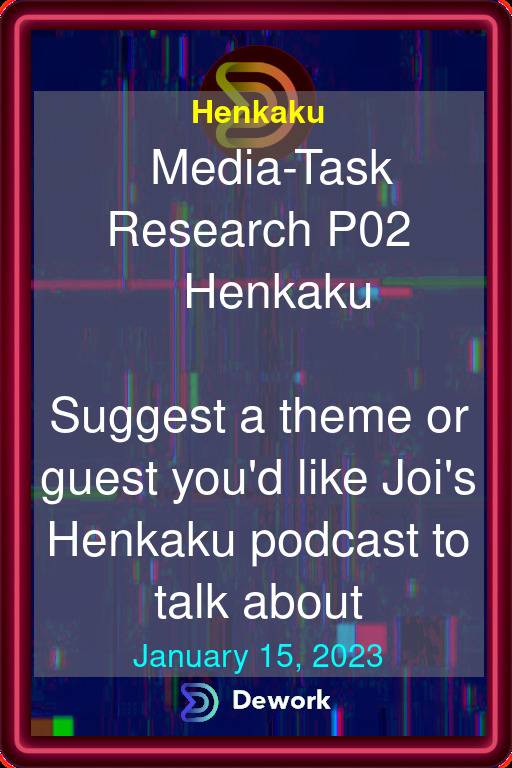 Henkaku
Media-Task
Research P02
Henkaku
Suggest a theme or
guest you'd like Joi's
Henkaku podcast to
talk about
January 15, 2023
Dework